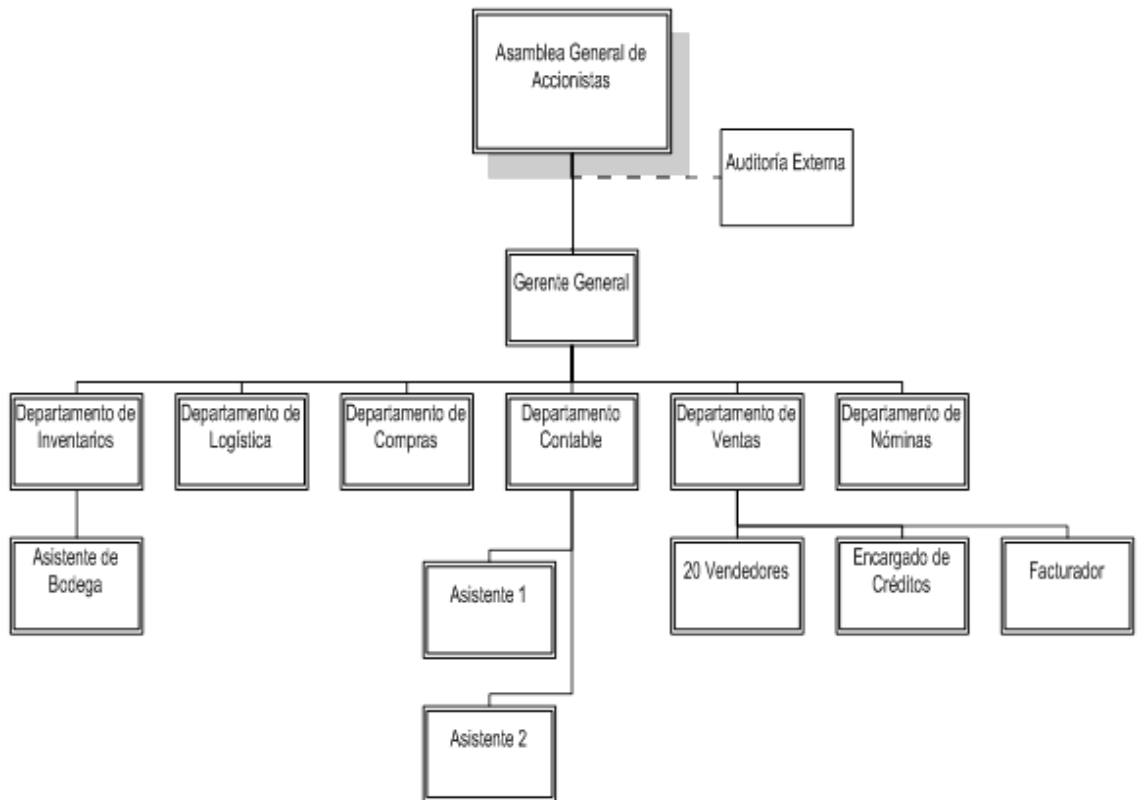 Asamblea General de
Accionistas
Auditoría Externa
Gerente General
Departamento de
Inventarios
Departamento de
Logística
Departamento de
Compras
Departamento
Contable
Departamento de
Ventas
Departamento de
Nóminas
Asistente de
Bodega
Asistente 1
Asistente 2
20 Vendedores
Encargado de
Créditos
Facturador